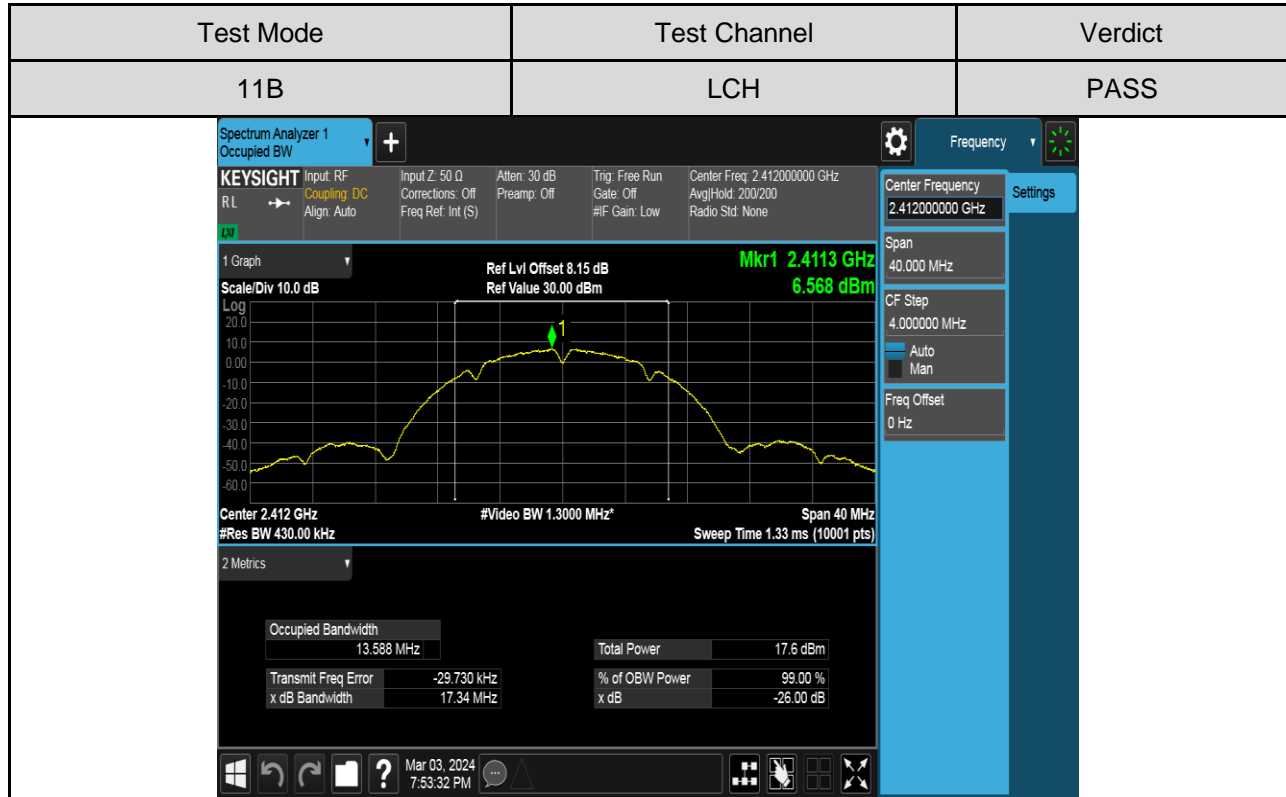 Test Mode Test Channel Verdict
11B LCH PASS
Spectrum Analyzer 1
Occupied BW
+
Frequency
KEYSIGHT
RL
LXI
Input: RF
Coupling: DC
Align: Auto
Input Z: 50 Ω
Corrections: Off
Freq Ref: Int (S)
Atten: 30 dB
Preamp: Off
Trig: Free Run
Gate: Off
#IF Gain: Low
Center Freq: 2.412000000 GHz
Avg|Hold: 200/200
Radio Std: None
Center Frequency
2.412000000 GHz
Settings
Span
40.000 MHz
CF Step
4.000000 MHz
Auto
Man
Freq Offset
0 Hz
1 Graph
Scale/Div 10.0 dB
Ref Lvl Offset 8.15 dB
Ref Value 30.00 dBm
Mkr1 2.4113 GHz
6.568 dBm
Log
20.0
10.0
0.00
-10.0
-20.0
-30.0
-40.0
-50.0
-60.0
1
Center 2.412 GHz #Video BW 1.3000 MHz* Span 40 MHz
#Res BW 430.00 kHz Sweep Time 1.33 ms (10001 pts)
2 Metrics
Occupied Bandwidth
13.588 MHz
Total Power 17.6 dBm
Transmit Freq Error -29.730 kHz % of OBW Power 99.00 %
x dB Bandwidth 17.34 MHz x dB -26.00 dB
?
Mar 03, 2024
7:53:32 PM